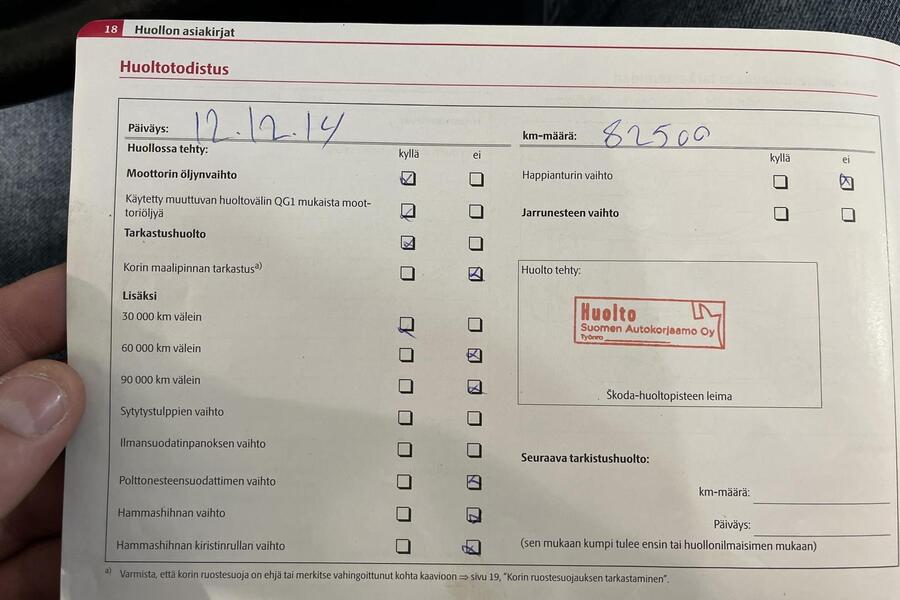 18 Huollon asiakirjat
Huoltotodistus
Päiväys: 12.12.14
km-määrä: 82500
Huollossa tehty: kyllä ei
kyllä ei
Moottorin öljynvaihto
Happianturin vaihto
Käytetty muuttuvan huoltovälin QG1 mukaista moot-
toriöljyä
Jarrunesteen vaihto
Tarkastushuolto
Korin maalipinnan tarkastus a)
Huolto tehty:
Lisäksi
30 000 km välein
Huolto
Suomen Autokorjaamo Oy
Työnro
60 000 km välein
90 000 km välein
Škoda-huoltopisteen leima
Sytytystulppien vaihto
Ilmansuodatinpanoksen vaihto
Seuraava tarkistushuolto:
Polttonesteensuodattimen vaihto
km-määrä:
Hammashihnan vaihto
Päiväys:
Hammashihnan kiristinrullan vaihto
(sen mukaan kumpi tulee ensin tai huollonilmaisimen mukaan)
a) Varmista, että korin ruostesuoja on ehjä tai merkitse vahingoittunut kohta kaavioon ⇒ sivu 19, "Korin ruostesuojauksen tarkastaminen".